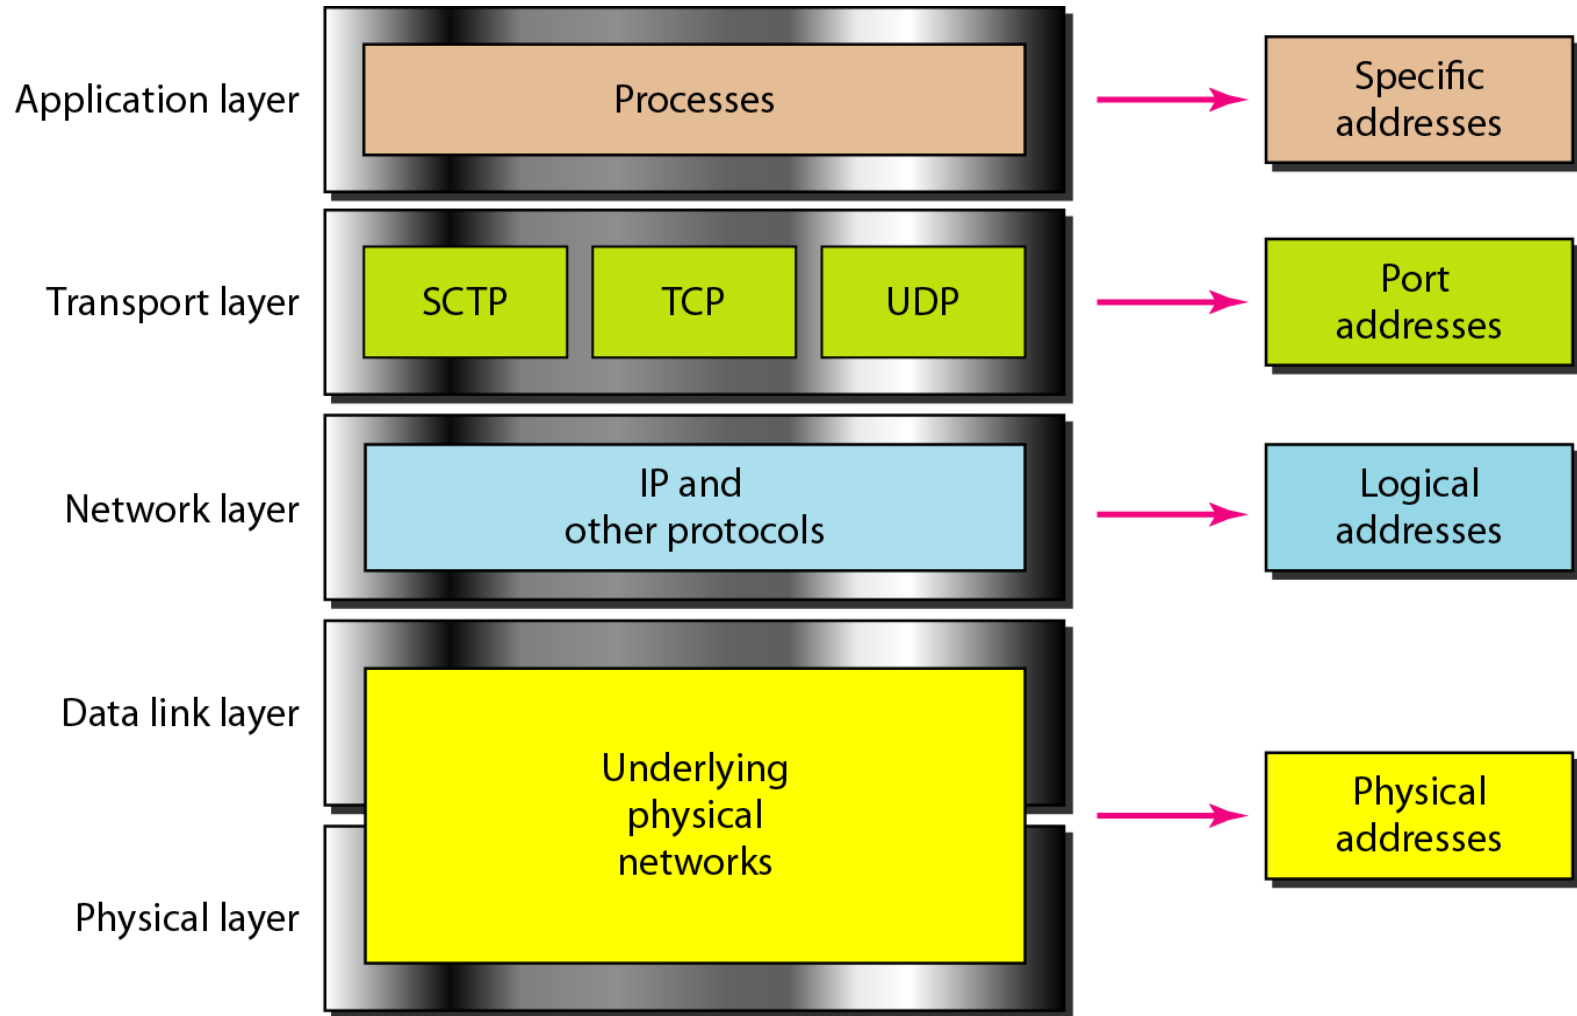 Application layer
Processes
Specific
addresses
Transport layer
SCTP
TCP
UDP
Port
addresses
Network layer
IP and
other protocols
Logical
addresses
Data link layer
Underlying
physical
networks
Physical
addresses
Physical layer